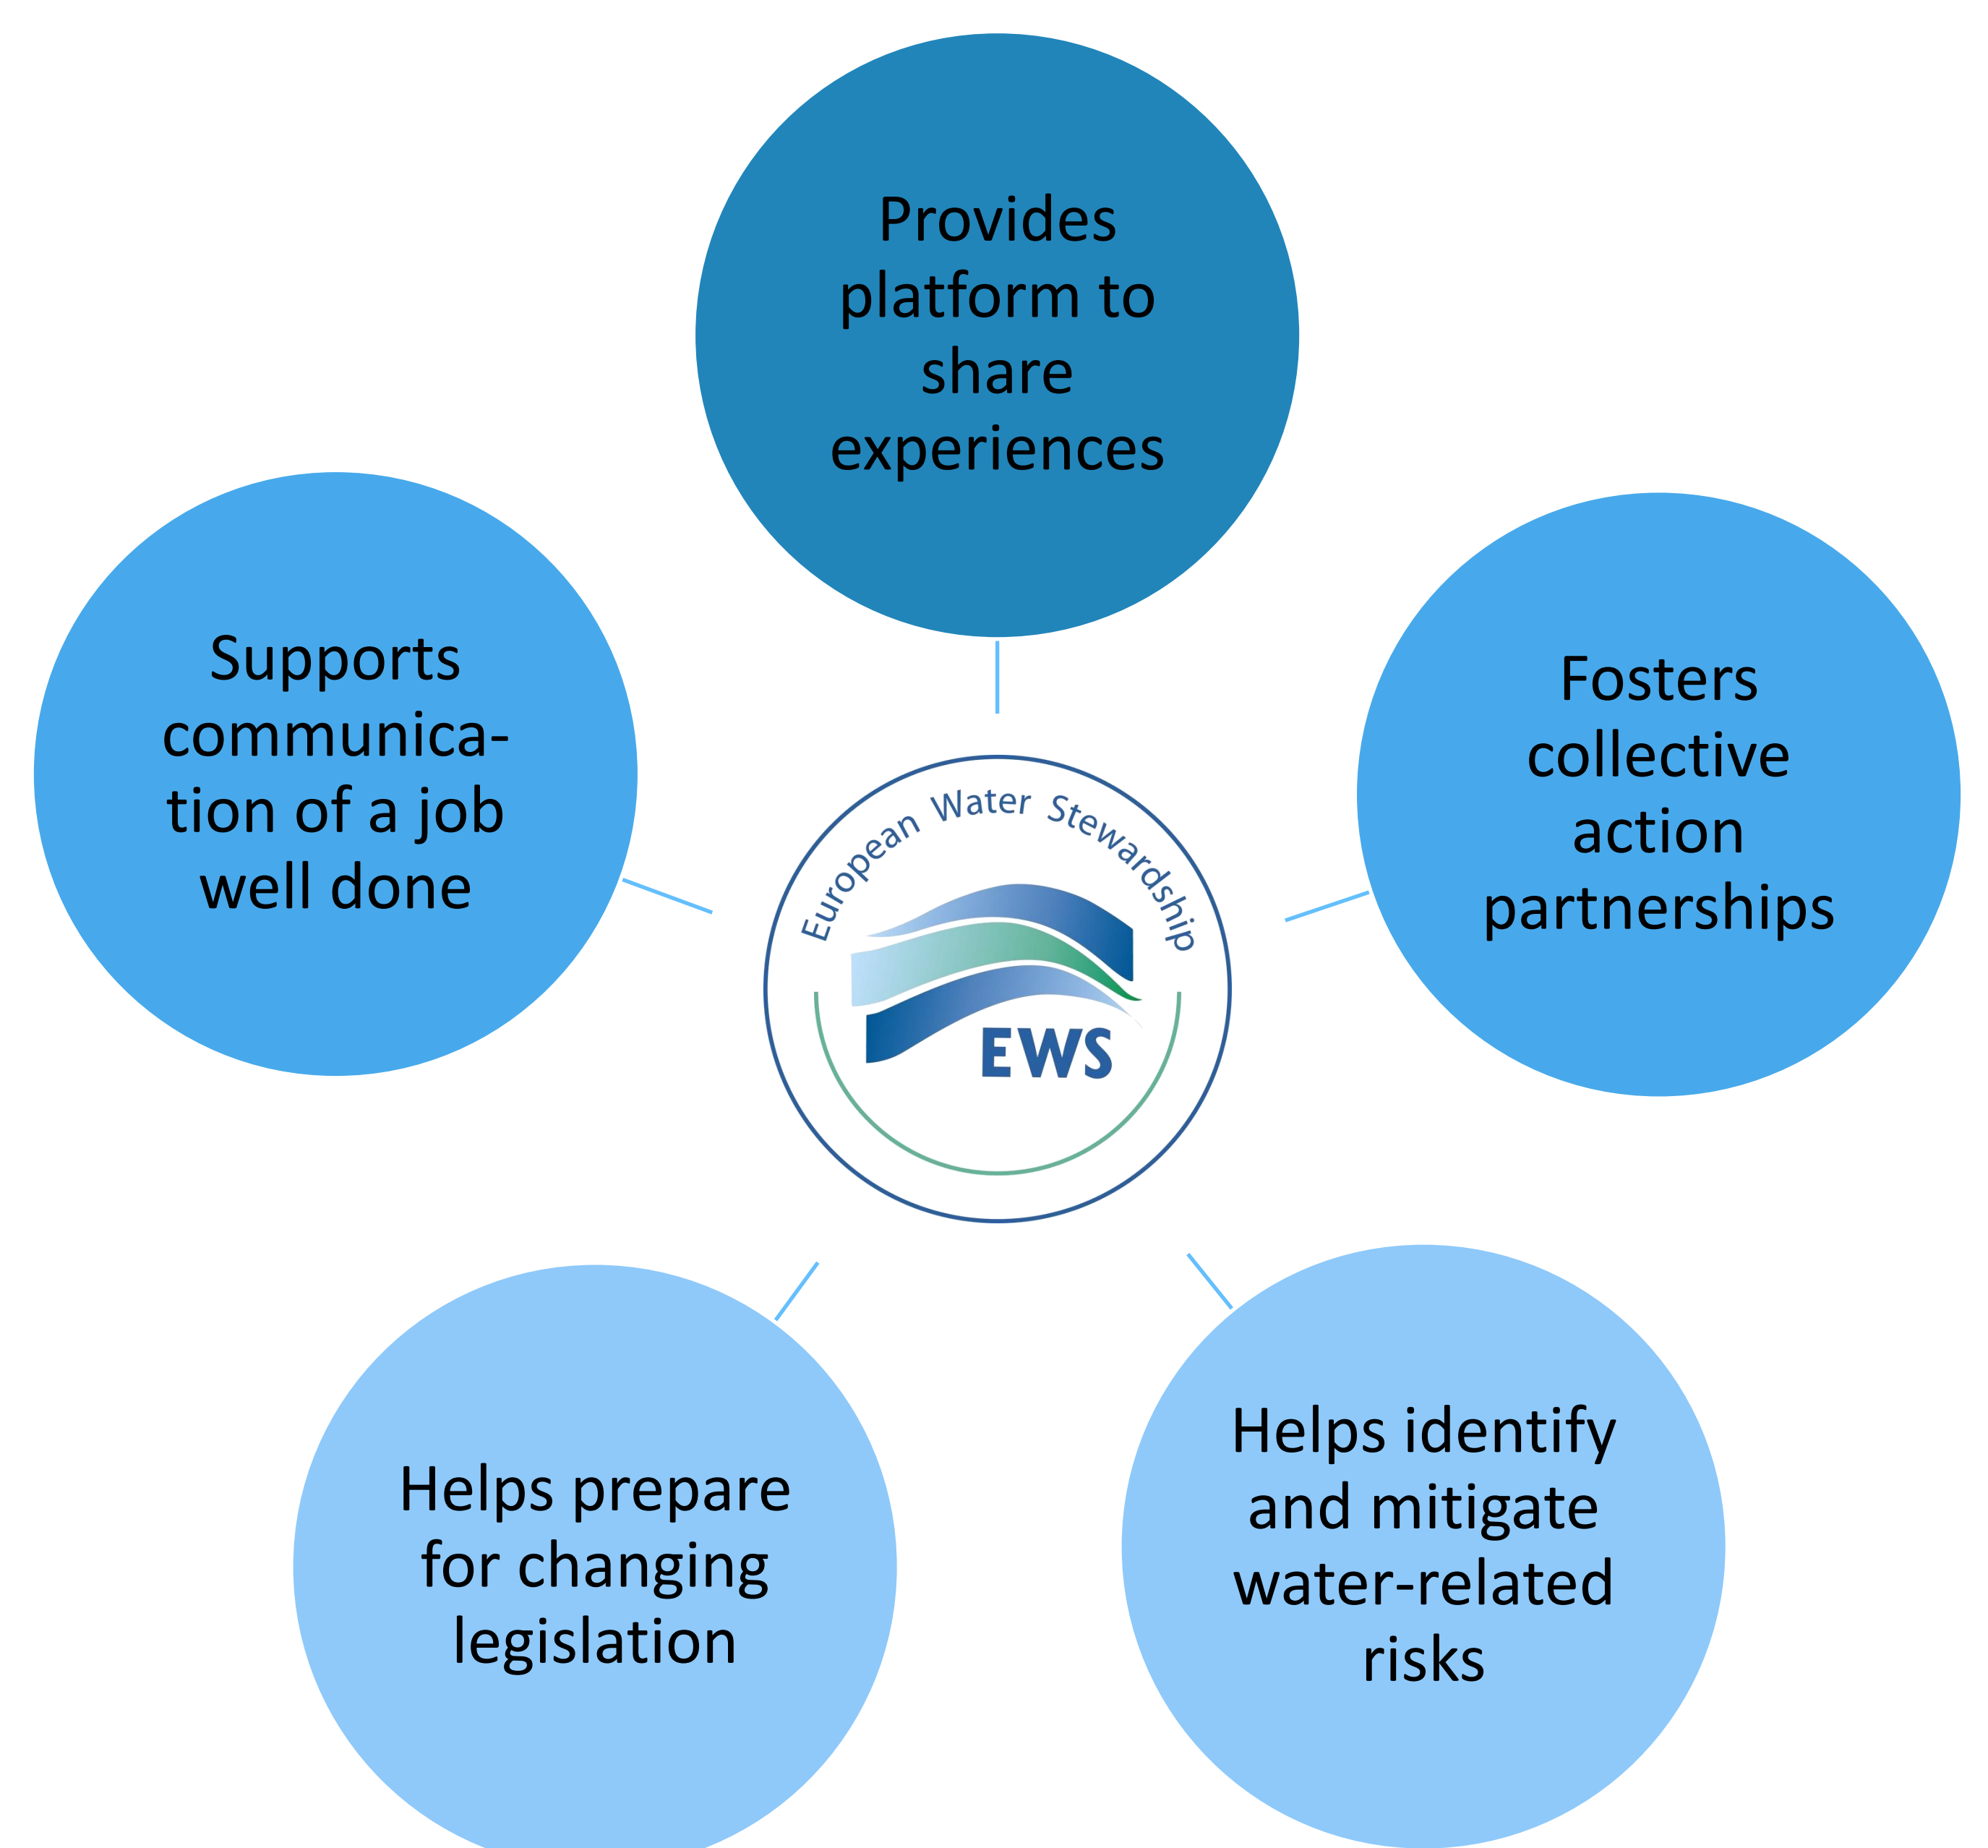 Provides
platform to
share
experiences
Supports
communica-
tion of a job
well done
Fosters
collective
action
partnerships
European Water Stewardship
EWS
Helps prepare
for changing
legislation
Helps identify
and mitigate
water-related
risks